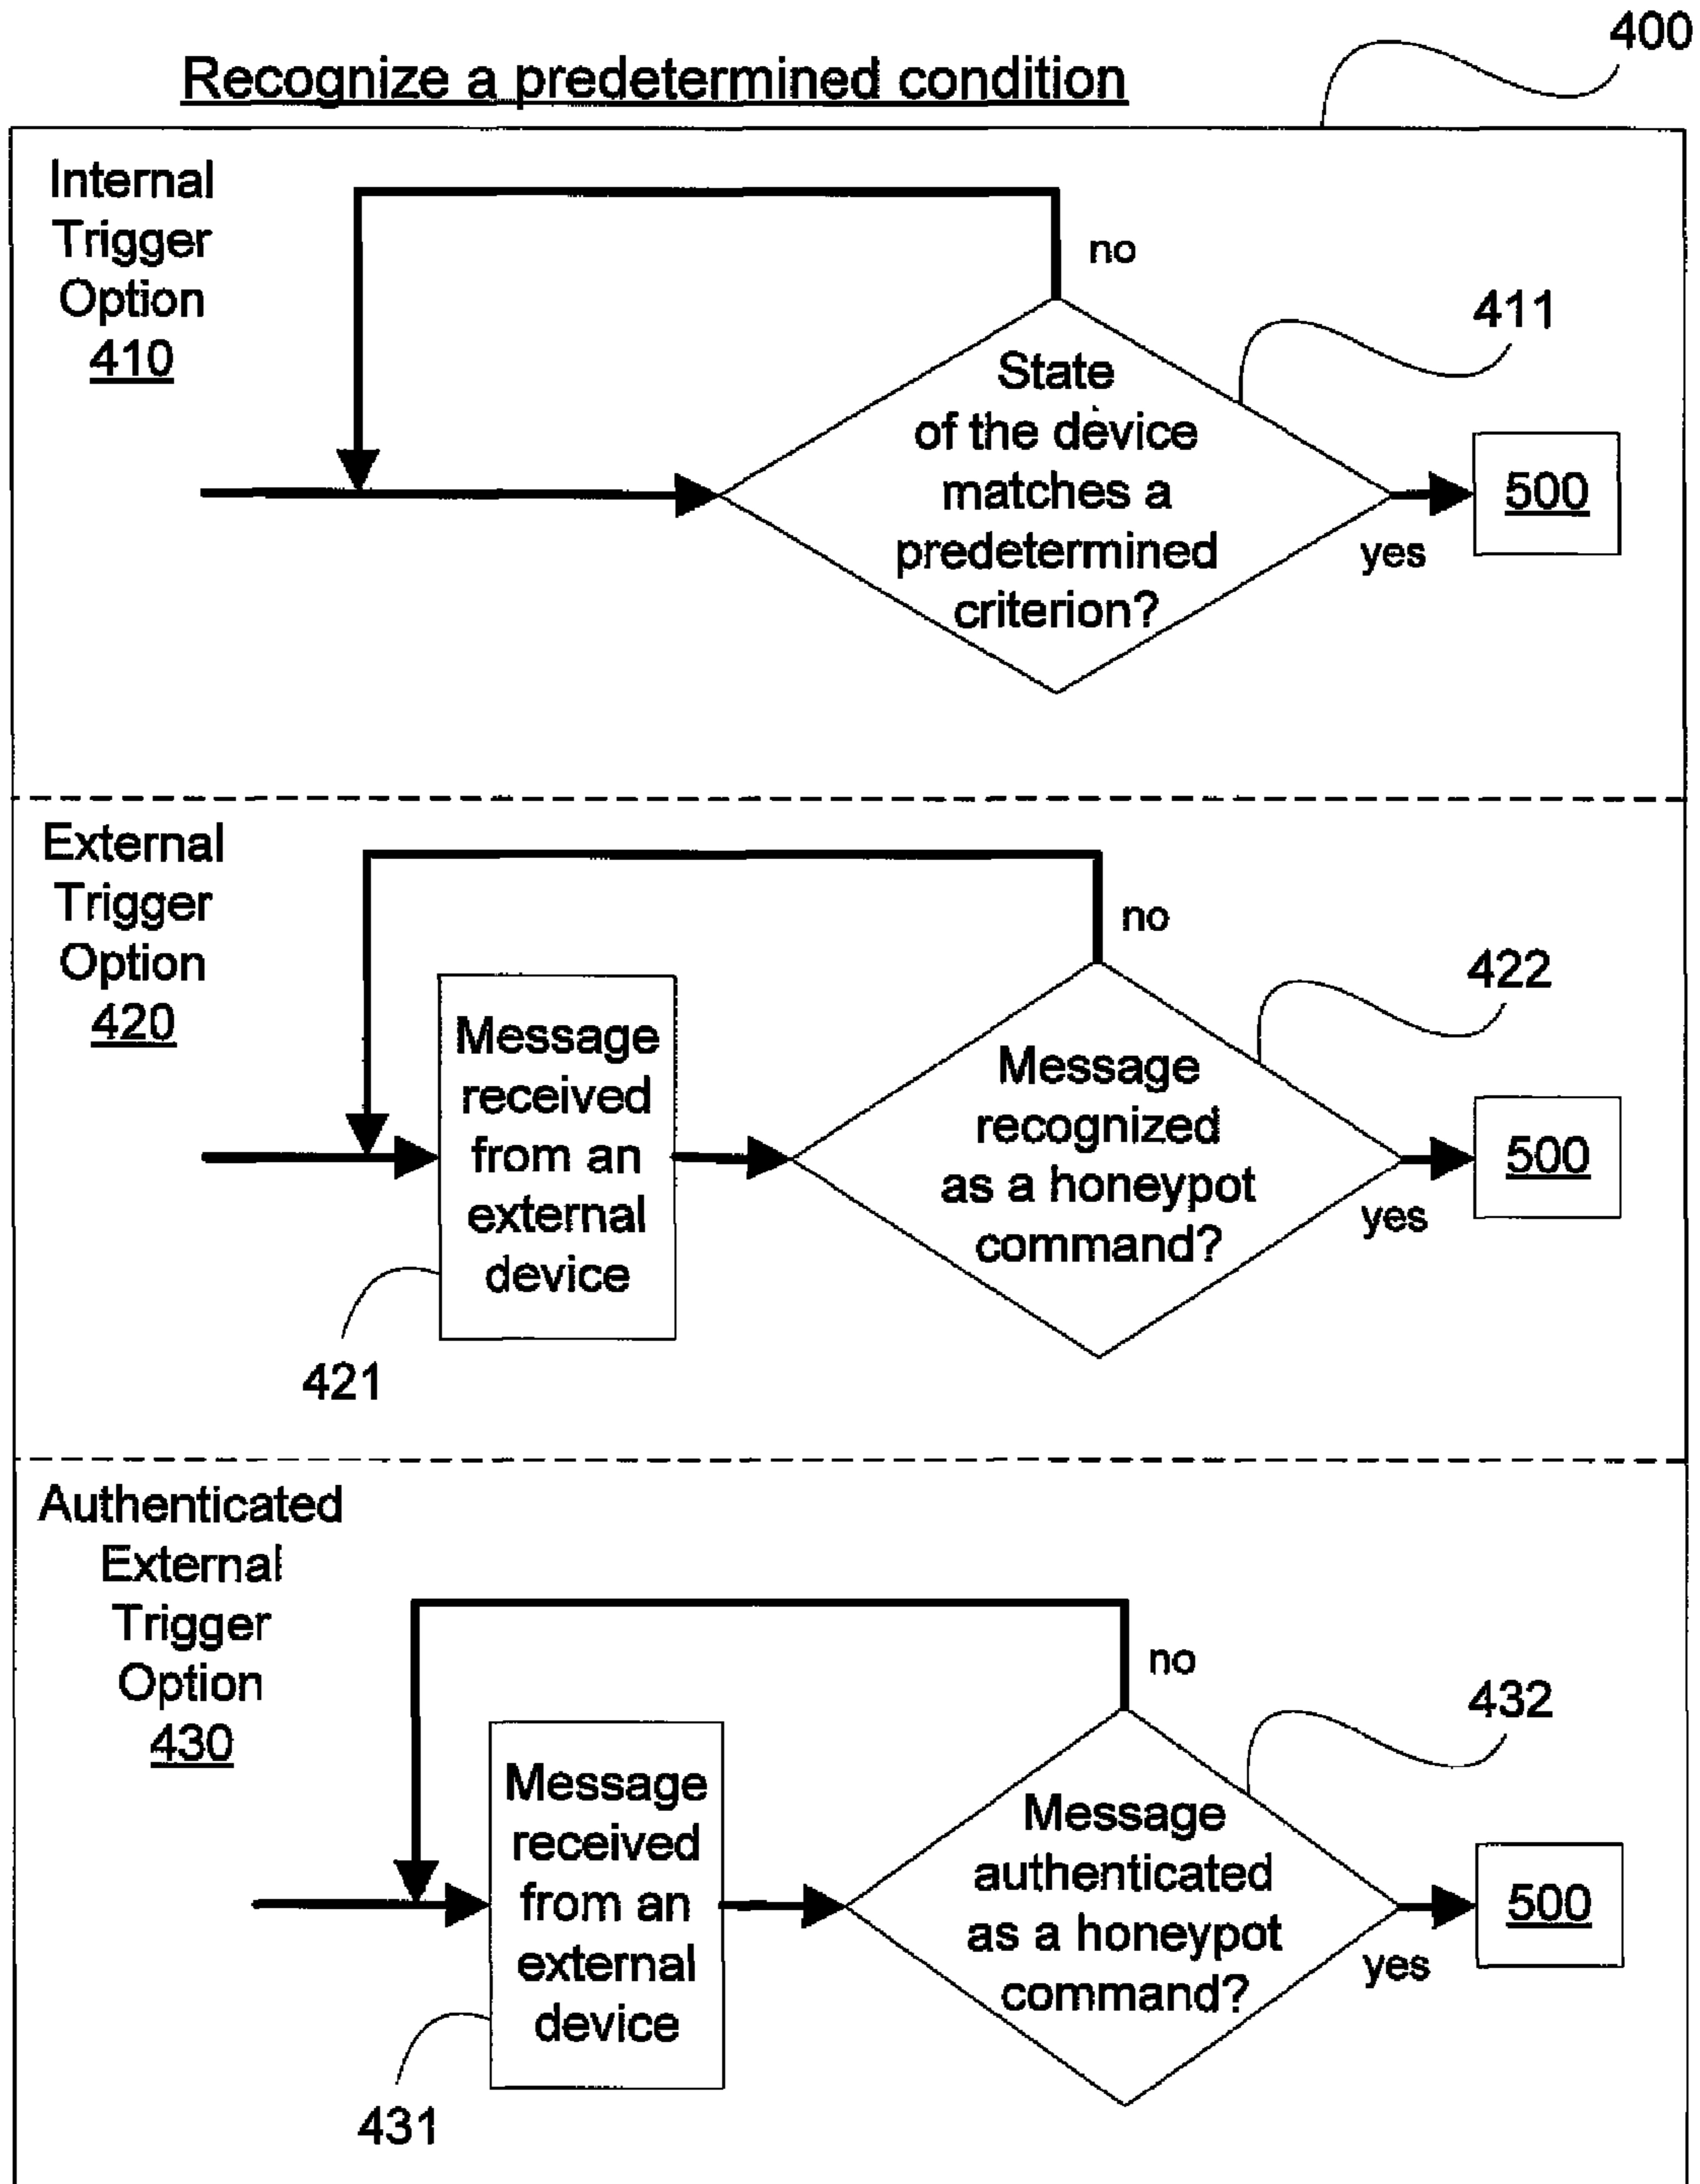 400
Recognize a predetermined condition
Internal
Trigger
Option
410
no
411
State
of the device
matches a
predetermined
criterion?
yes
500
External
Trigger
Option
420
no
422
Message
received
from an
external
device
421
Message
recognized
as a honeypot
command?
yes
500
Authenticated
External
Trigger
Option
430
no
432
Message
received
from an
external
device
431
Message
authenticated
as a honeypot
command?
yes
500